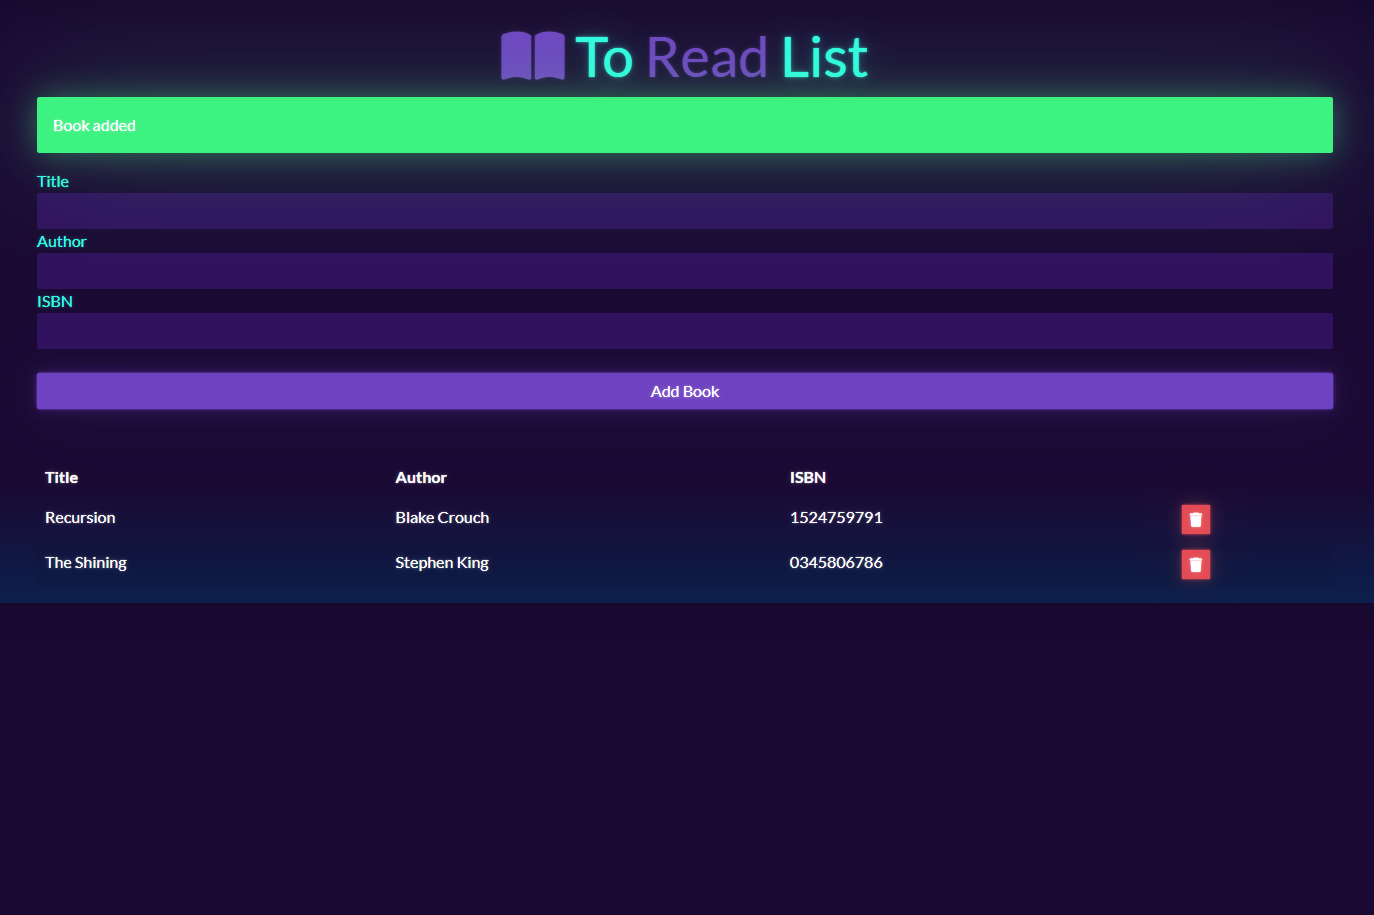 To Read List
Book added
Title
Author
ISBN
Add Book
Title Author ISBN
Recursion Blake Crouch 1524759791
The Shining Stephen King 0345806786